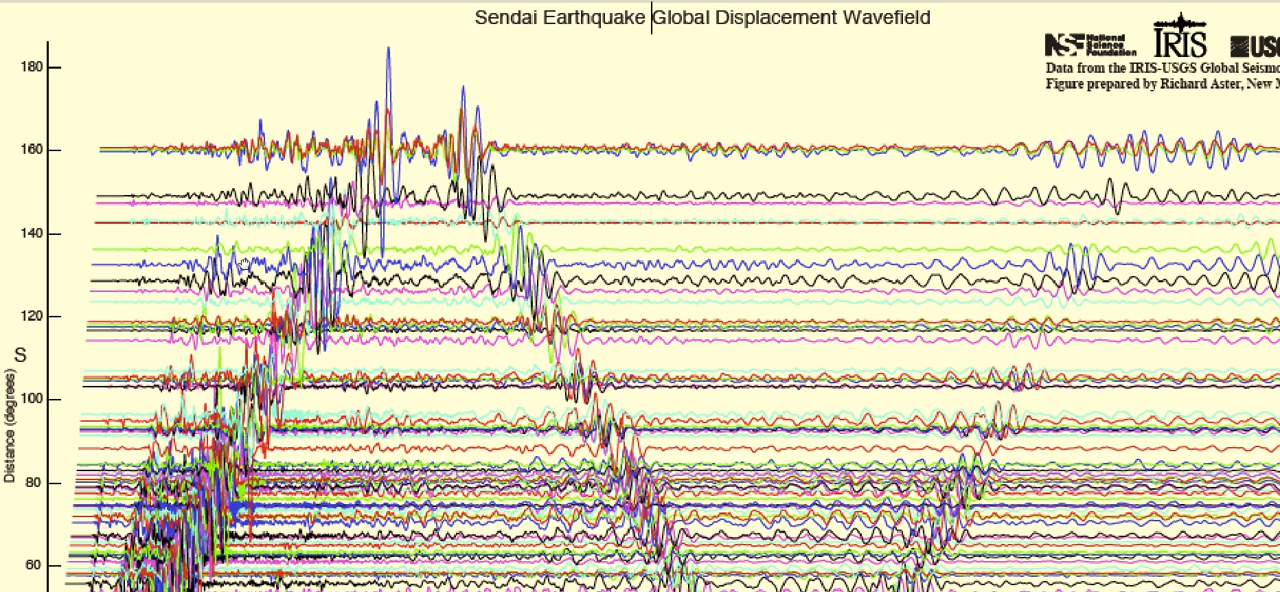 Sendai Earthquake Global Displacement Wavefield
NSF National Science Foundation
IRIS
Data from the IRIS-USGS Global
Figure prepared by Richard Aster, New
180
160
140
120
S
100
Distance (degrees)
80
60